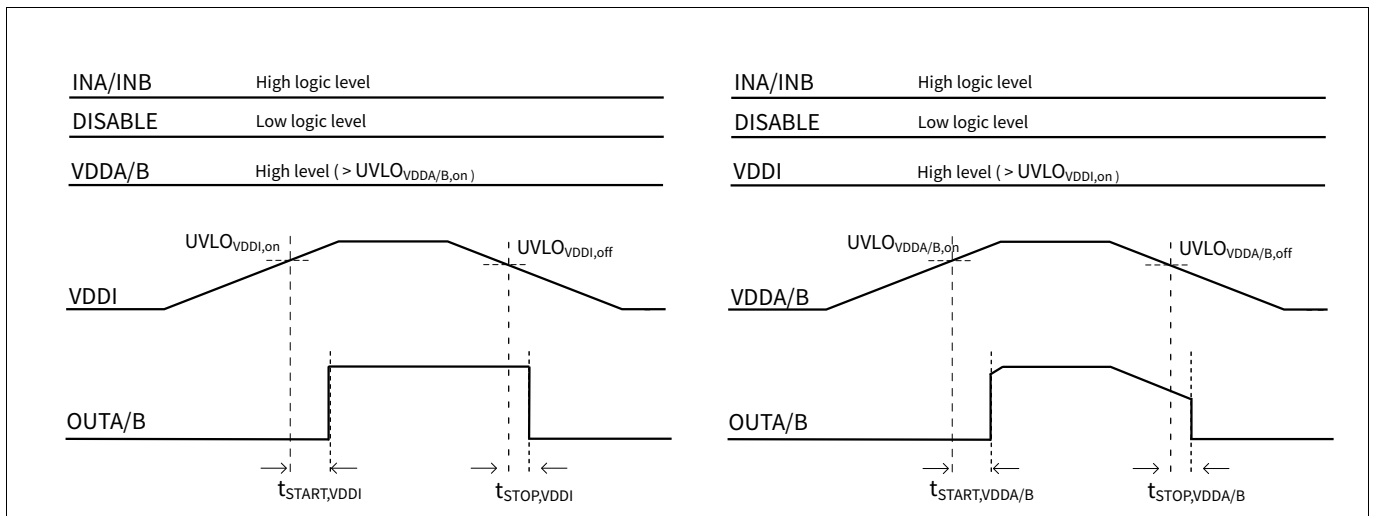 INA/INB High logic level
DISABLE Low logic level
VDDA/B High level ( > UVLOVDDA/B,on )
UVLOVDDI,on
UVLOVDDI,off
VDDI
OUTA/B
tSTART,VDDI
tSTOP,VDDI
INA/INB High logic level
DISABLE Low logic level
VDDI High level ( > UVLOVDDI,on )
UVLOVDDA/B,on
UVLOVDDA/B,off
VDDA/B
OUTA/B
tSTART,VDDA/B
tSTOP,VDDA/B